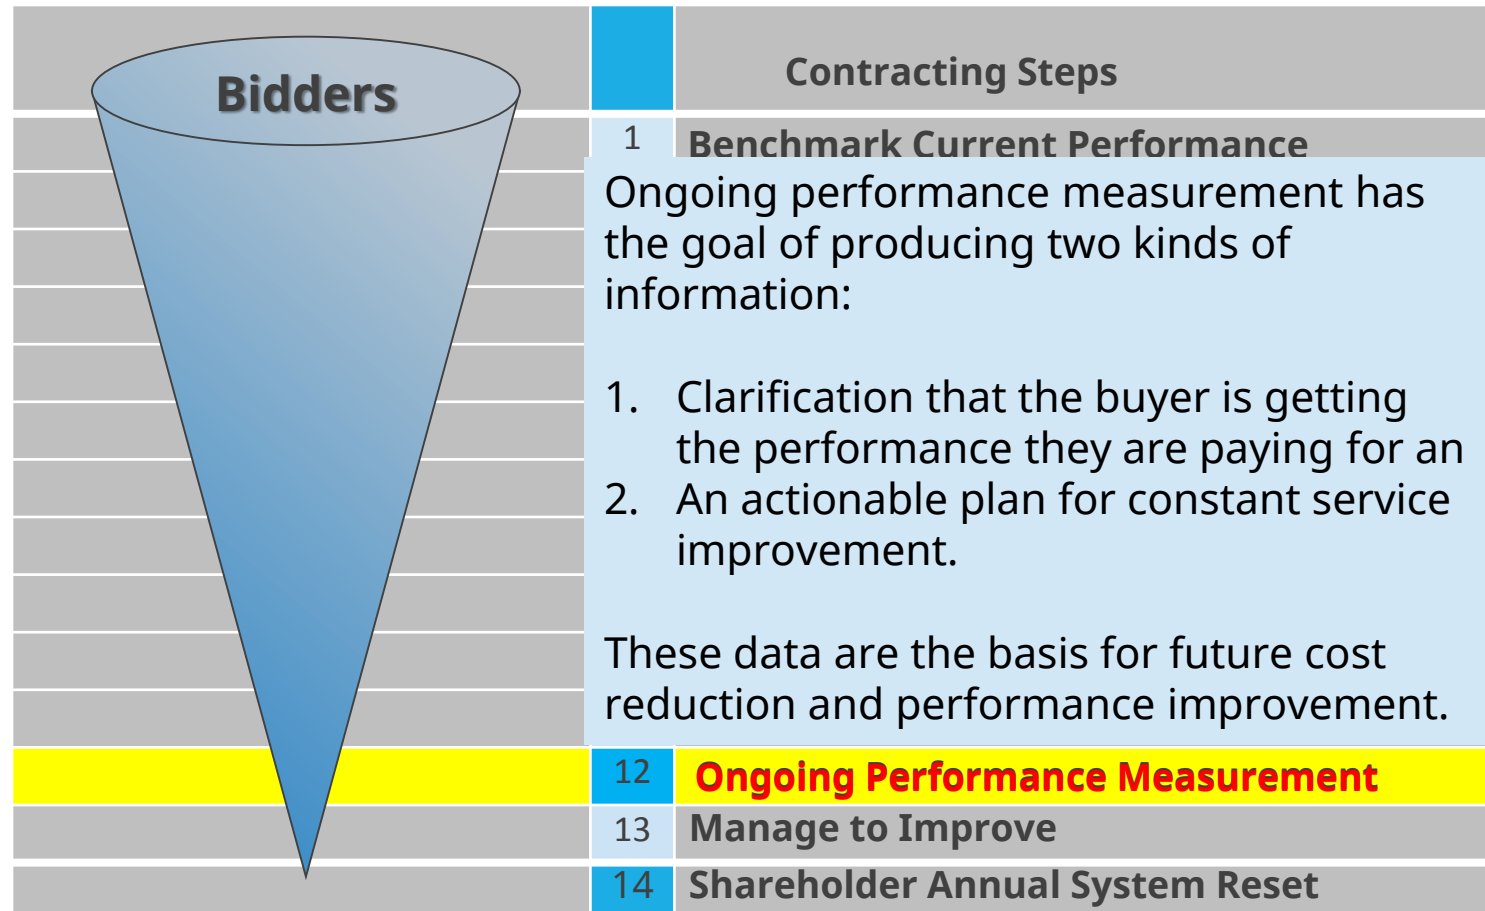 Bidders
Contracting Steps
1 Benchmark Current Performance
Ongoing performance measurement has
the goal of producing two kinds of
information:
1. Clarification that the buyer is getting
the performance they are paying for an
2. An actionable plan for constant service
improvement.
These data are the basis for future cost
reduction and performance improvement.
12 Ongoing Performance Measurement
13 Manage to Improve
14 Shareholder Annual System Reset